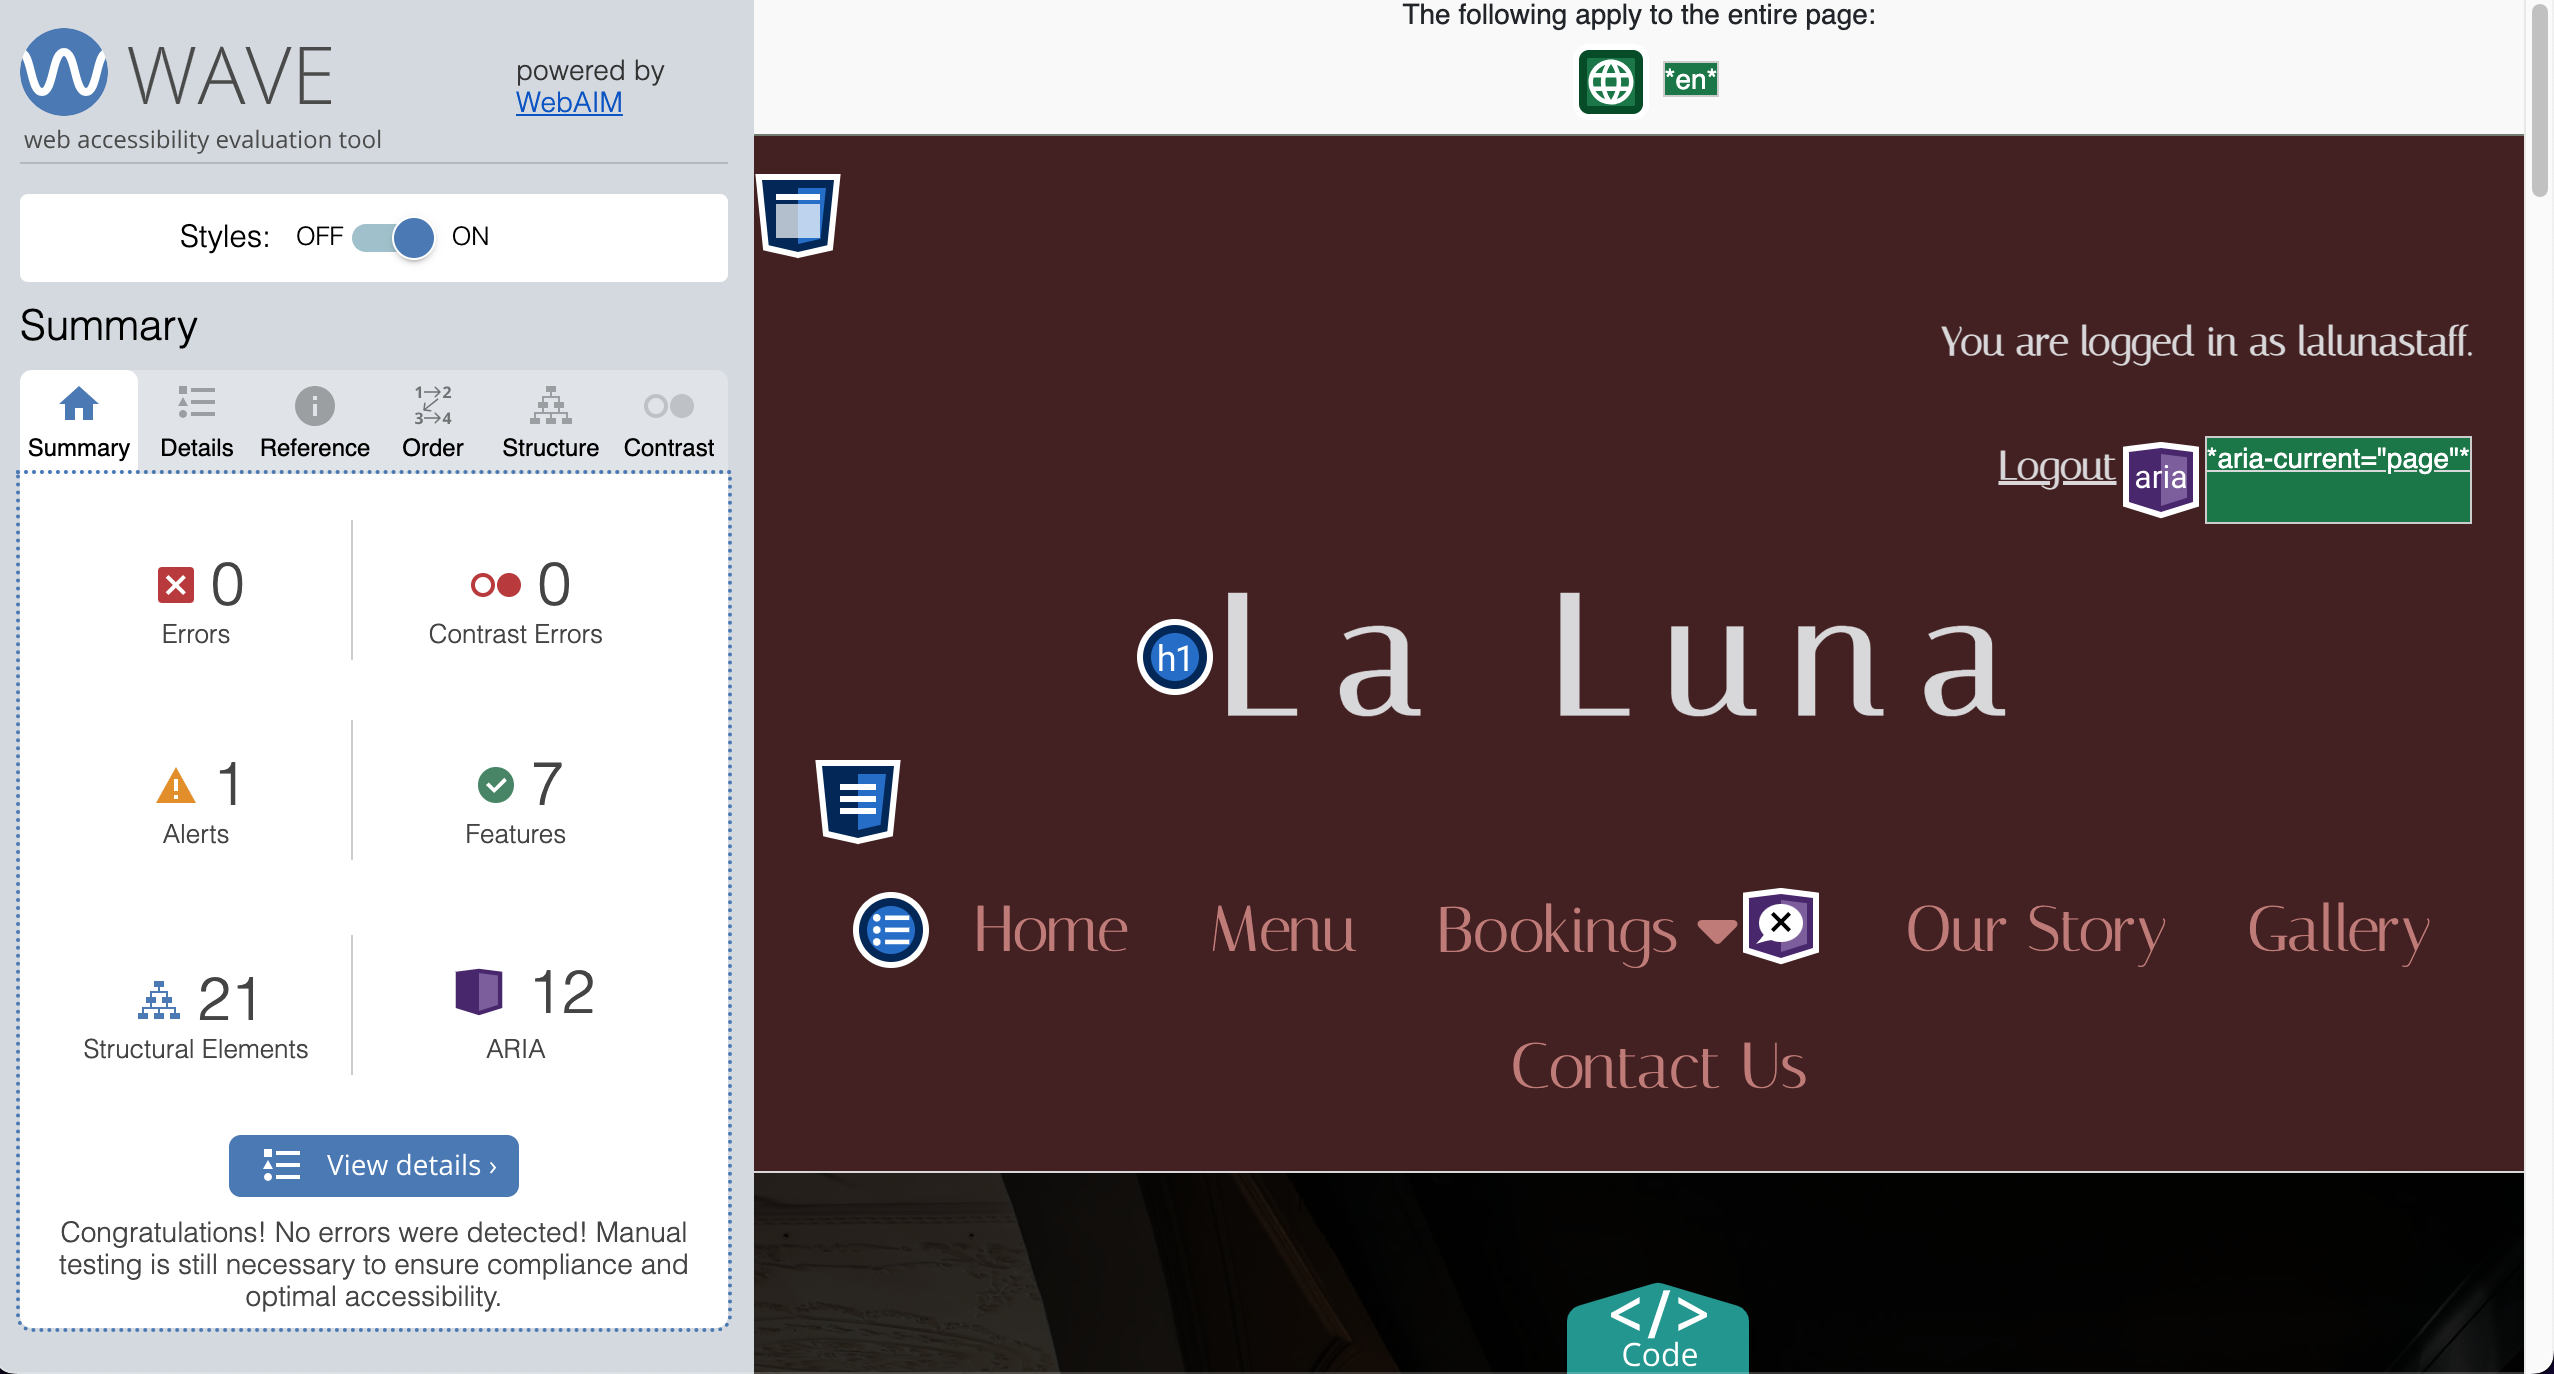 WAVE
powered by
WebAIM
web accessibility evaluation tool
Styles: OFF ON
Summary
Summary Details Reference Order Structure Contrast
1→2
3→4
0
Errors
0
Contrast Errors
1
Alerts
7
Features
21
Structural Elements
12
ARIA
View details ›
Congratulations! No errors were detected! Manual
testing is still necessary to ensure compliance and
optimal accessibility.
The following apply to the entire page:
*en*
You are logged in as lalunastaff.
Logout aria *aria-current="page"*
h1 La Luna
Home Menu Bookings Our Story Gallery
Contact Us
</>
Code